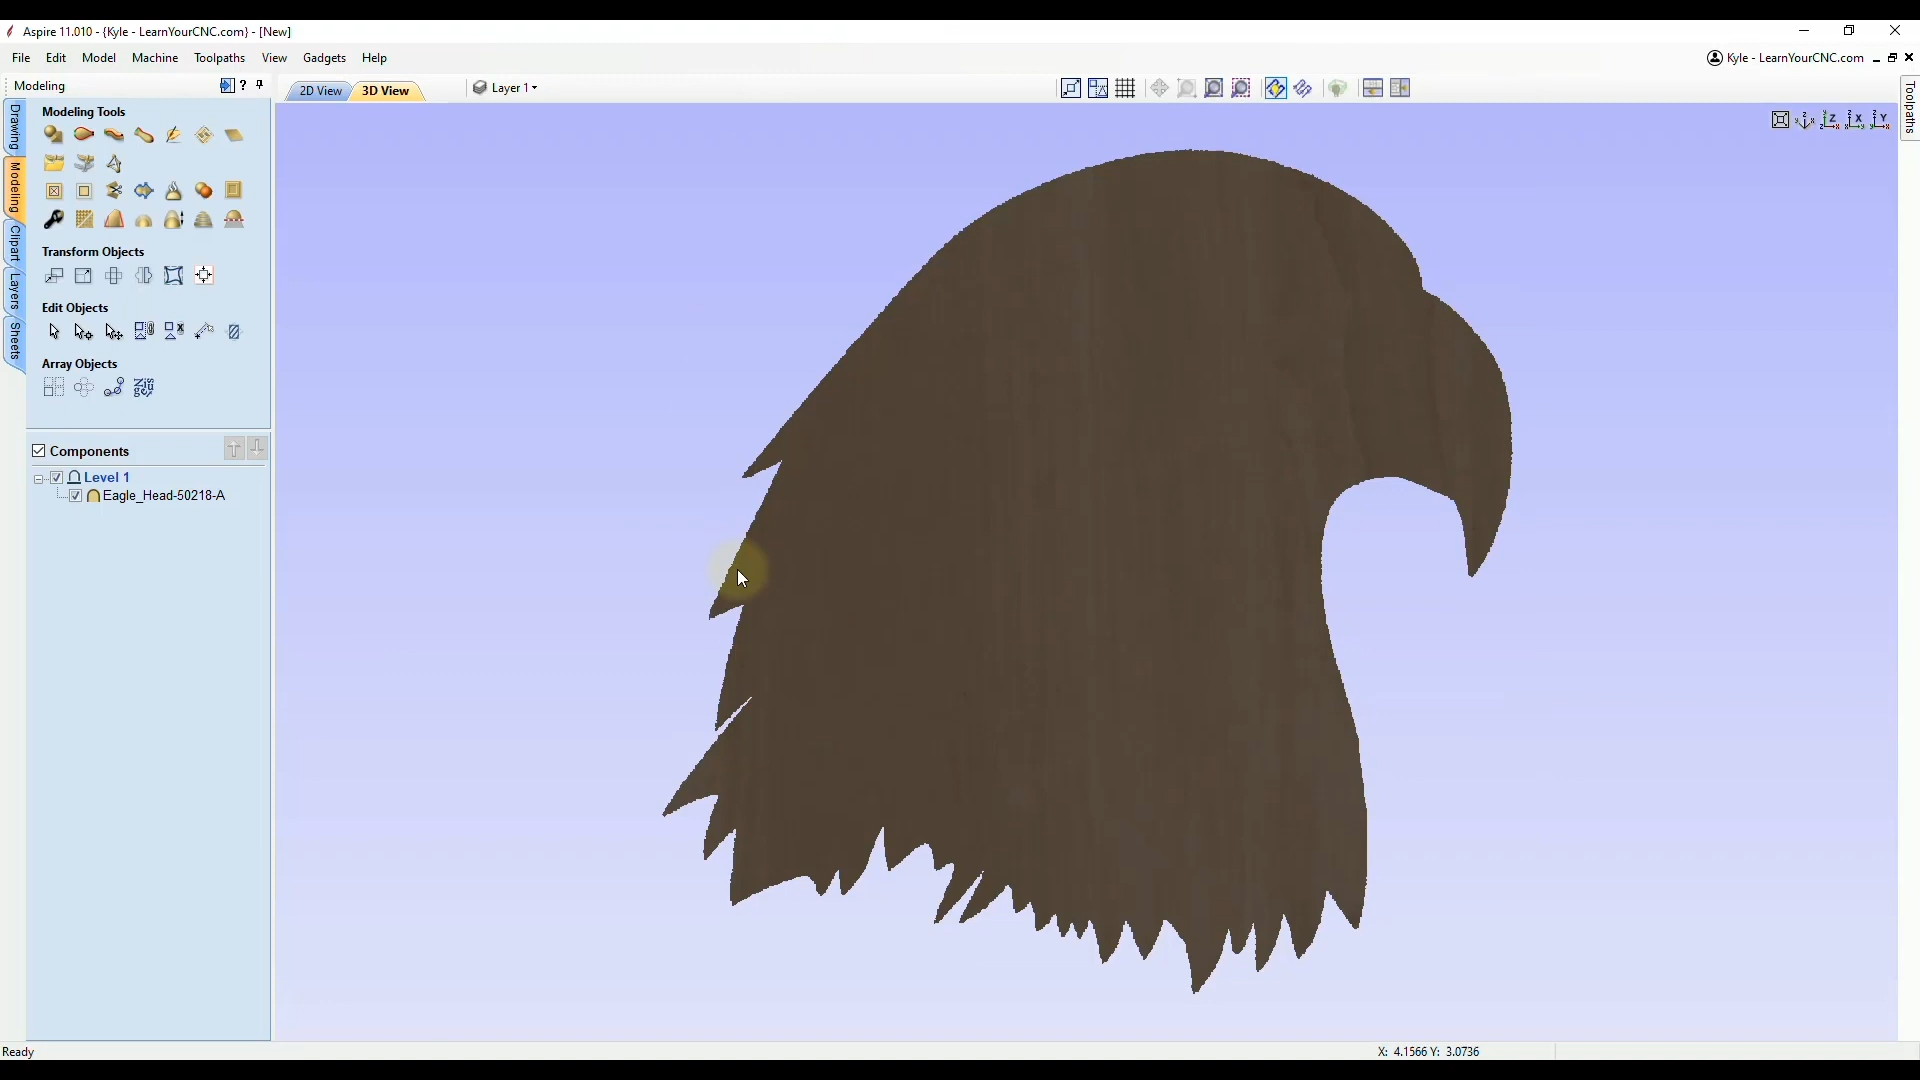 Aspire 11.010 - {Kyle - LearnYourCNC.com} - [New]
File Edit Model Machine Toolpaths View Gadgets Help
Kyle - LearnYourCNC.com
Modeling
2D View
3D View
Layer 1
Toolpaths
Drawing
Modeling
Clipart
Layers
Sheets
Modeling Tools
Transform Objects
Edit Objects
Array Objects
Components
Level 1
Eagle_Head-50218-A
Ready
X: 4.1566 Y: 3.0736